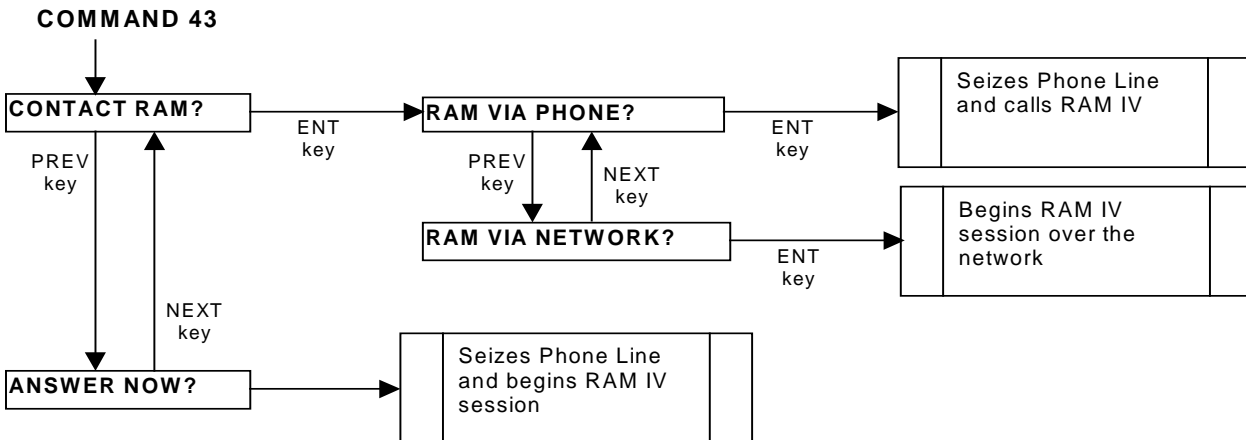 COMMAND 43
CONTACT RAM?
ENT
key
RAM VIA PHONE?
ENT
key
Seizes Phone Line
and calls RAM IV
PREV
key
NEXT
key
PREV
key
NEXT
key
RAM VIA NETWORK?
ENT
key
Begins RAM IV
session over the
network
ANSWER NOW?
Seizes Phone Line
and begins RAM IV
session